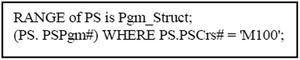 RANGE of PS is Pgm_Struct;
(PS. PSPgm#) WHERE PS.PSCrs# = 'M100';